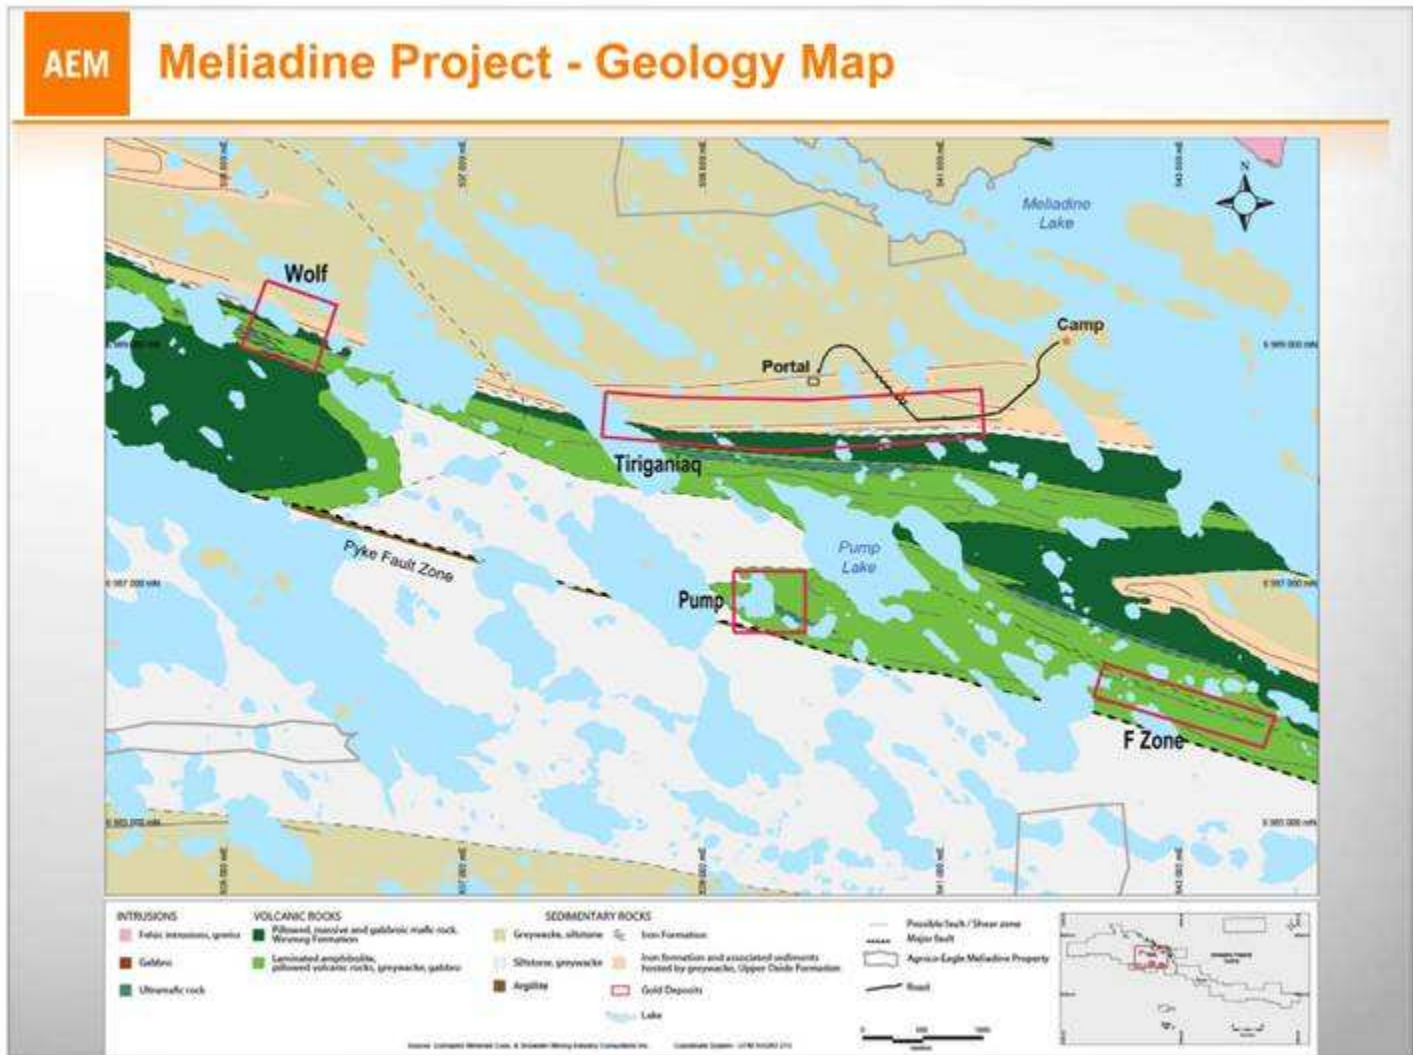 AEM
Meliadine Project - Geology Map
Meliadine
Lake
Wolf
Camp
Portal
Tiriganiaq
Pump
Lake
Pyke Fault Zone
Pump
F Zone
INTRUSIONS
Felsic intrusions, gneiss
Gabbro
Ultramafic rock
VOLCANIC ROCKS
Pillowed, massive and gabbroic mafic rock,
Formation
Laminated amphibolite,
pillowed volcanic rocks, greywacke, gabbro
SEDIMENTARY ROCKS
Greywacke, siltstone
Siltstone, greywacke
Argillite
Iron Formation
Iron formation and associated sediments
hosted by greywacke, Upper Oxide Formation
Gold Deposits
Lake
Possible fault / Shear zone
Major fault
Agnico-Eagle Meliadine Property
Road